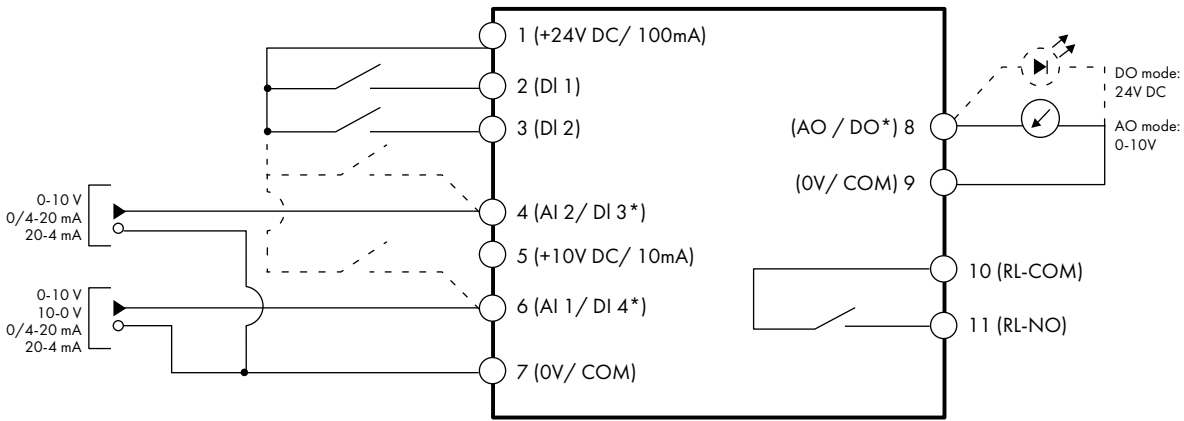 1 (+24V DC/ 100mA)
2 (DI 1)
3 (DI 2)
4 (AI 2/ DI 3*)
5 (+10V DC/ 10mA)
6 (AI 1/ DI 4*)
7 (0V/ COM)
0-10 V
0/4-20 mA
20-4 mA
0-10 V
10-0 V
0/4-20 mA
20-4 mA
(AO / DO*) 8
(0V/ COM) 9
10 (RL-COM)
11 (RL-NO)
DO mode:
24V DC
AO mode:
0-10V